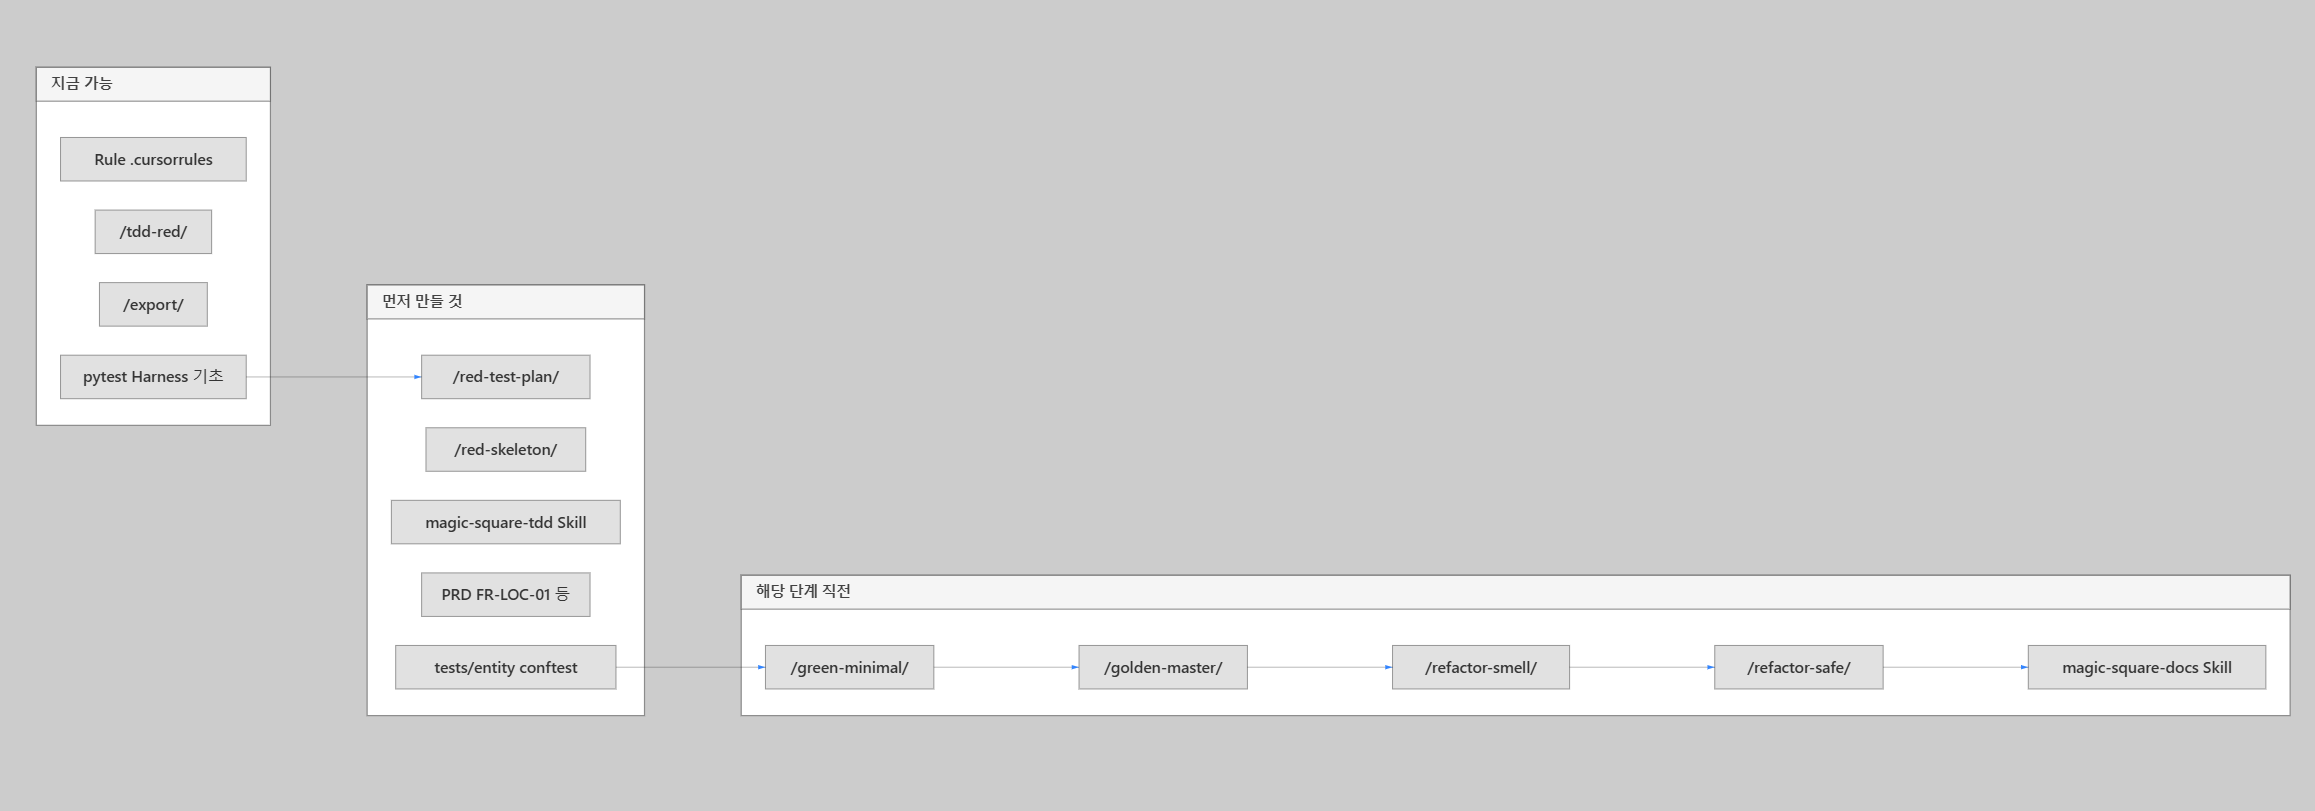 지금 가능
Rule .cursorrules
/tdd-red/
/export/
pytest Harness 기초
먼저 만들 것
/red-test-plan/
/red-skeleton/
magic-square-tdd Skill
PRD FR-LOC-01 등
tests/entity conftest
해당 단계 직전
/green-minimal/
/golden-master/
/refactor-smell/
/refactor-safe/
magic-square-docs Skill